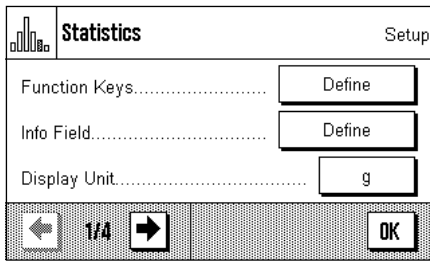 Statistics Setup
Function Keys........................ Define
Info Field................................ Define
Display Unit................................... g
1/4 OK